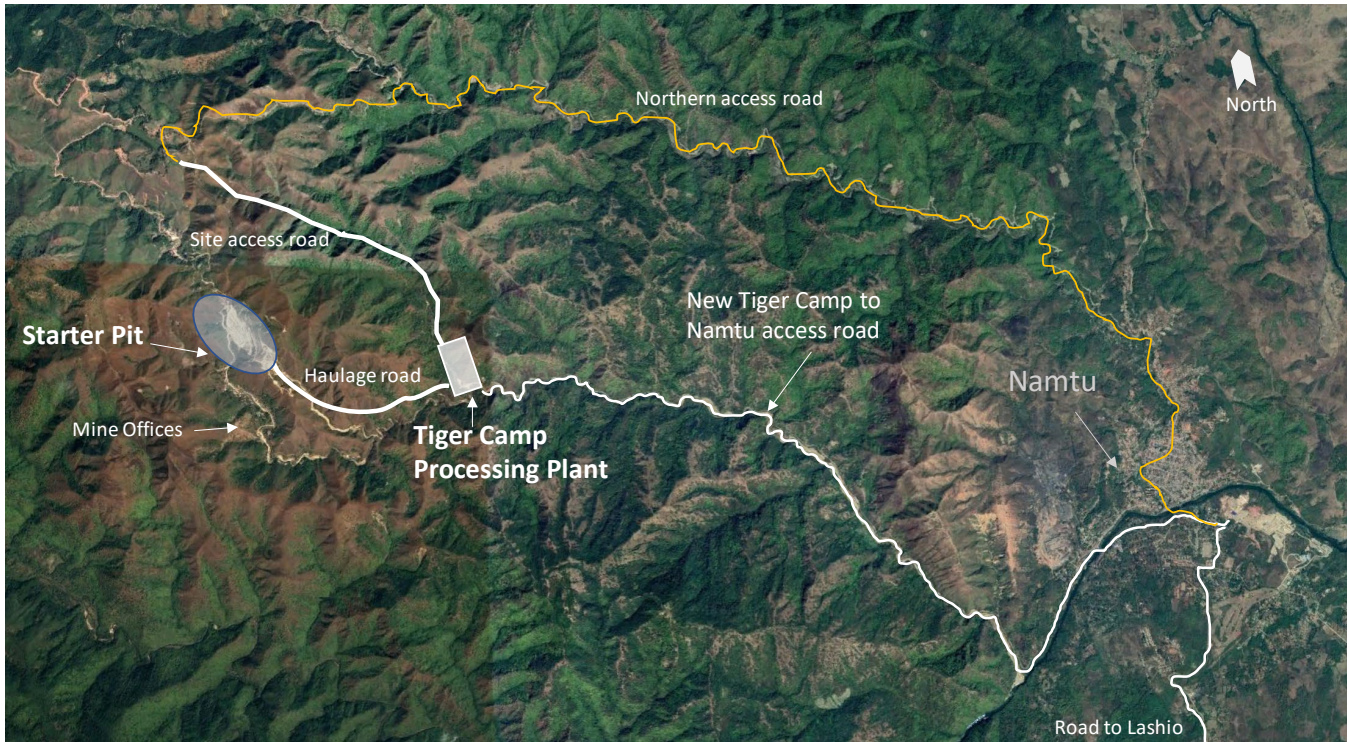 Northern access road
North
Site access road
New Tiger Camp to
Namtu access road
Starter Pit
Haulage road
Namtu
Mine Offices
Tiger Camp
Processing Plant
Road to Lashio